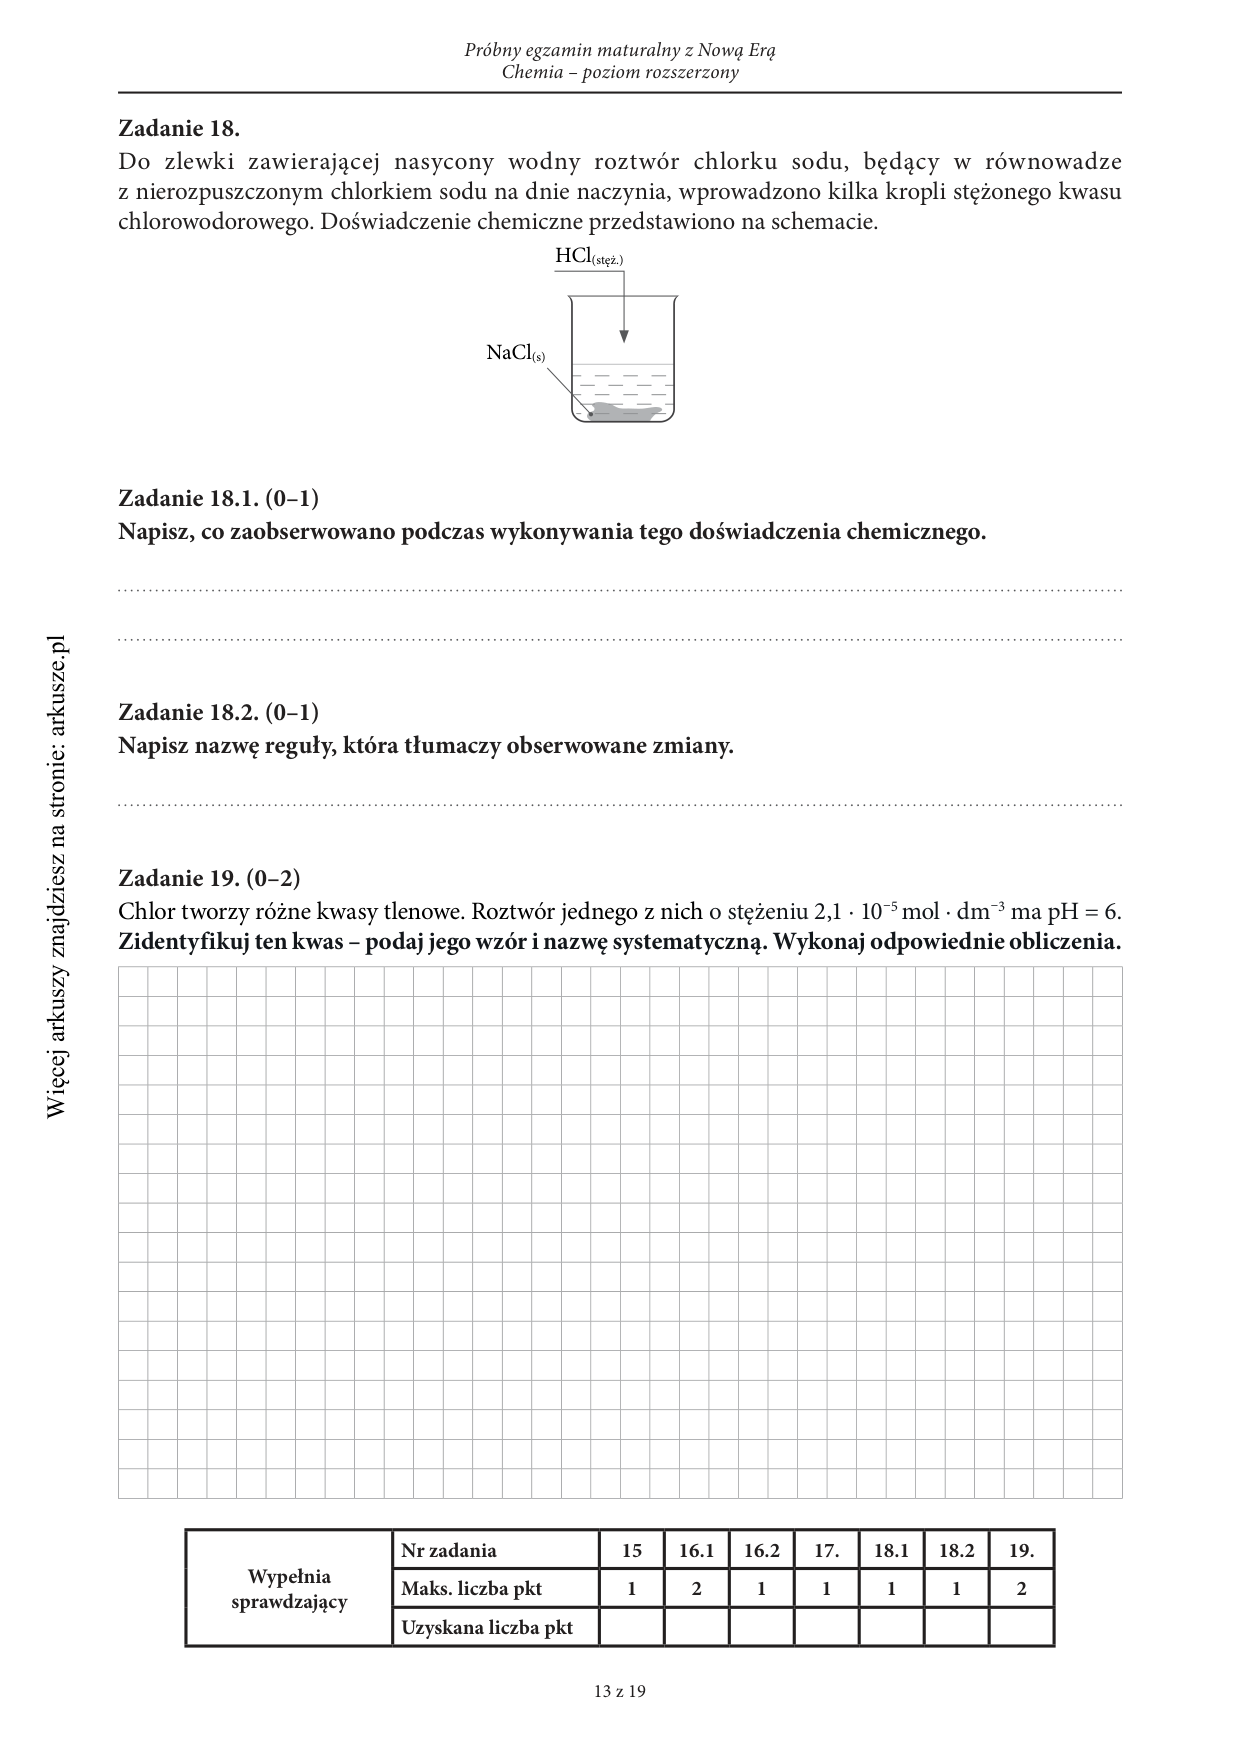 Próbny egzamin maturalny z Nową Erą
Chemia – poziom rozszerzony
Zadanie 18.
Do zlewki zawierającej nasycony wodny roztwór chlorku sodu, będący w równowadze
z nierozpuszczonym chlorkiem sodu na dnie naczynia, wprowadzono kilka kropli stężonego kwasu
chlorowodorowego. Doświadczenie chemiczne przedstawiono na schemacie.
HCl(stęż.)
NaCl(s)
Zadanie 18.1. (0–1)
Napisz, co zaobserwowano podczas wykonywania tego doświadczenia chemicznego.
Zadanie 18.2. (0–1)
Napisz nazwę reguły, która tłumaczy obserwowane zmiany.
Zadanie 19. (0–2)
Chlor tworzy różne kwasy tlenowe. Roztwór jednego z nich o stężeniu 2,1 · 10⁻⁵ mol · dm⁻³ ma pH = 6.
Zidentyfikuj ten kwas – podaj jego wzór i nazwę systematyczną. Wykonaj odpowiednie obliczenia.
Wypełnia
sprawdzający
Nr zadania 15 16.1 16.2 17. 18.1 18.2 19.
Maks. liczba pkt 1 2 1 1 1 1 2
Uzyskana liczba pkt
13 z 19
Więcej arkuszy znajdziesz na stronie: arkusze.pl